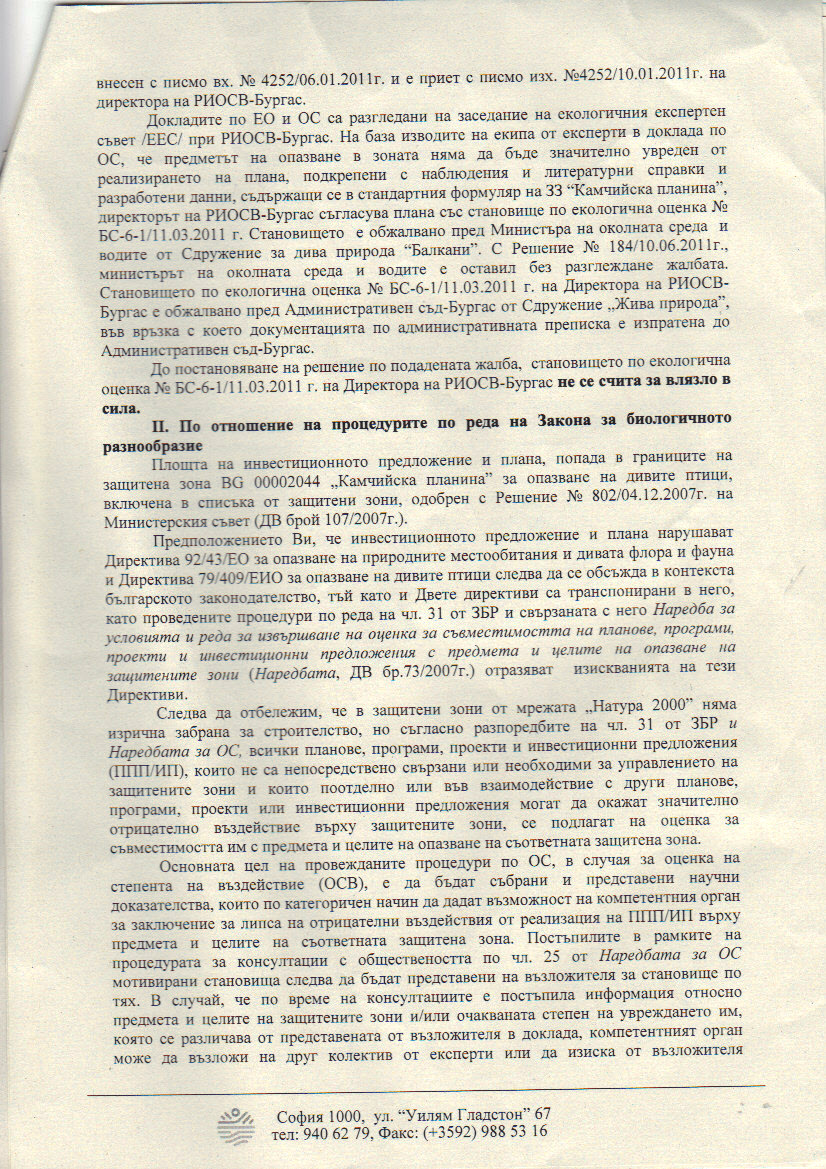 внесен с писмо вх. № 4252/06.01.2011г. и е приет с писмо изх. №4252/10.01.2011г. на
директора на РИОСВ-Бургас.
Докладите по ЕО и ОС са разгледани на заседание на екологичния експертен
съвет /ЕЕС/ при РИОСВ-Бургас. На база изводите на екипа от експерти в доклада по
ОС, че предметът на опазване в зоната няма да бъде значително увреден от
реализирането на плана, подкрепени с наблюдения и литературни справки и
разработени данни, съдържащи се в стандартния формуляр на ЗЗ “Камчийска планина”,
директорът на РИОСВ-Бургас съгласува плана със становище по екологична оценка №
БС-6-1/11.03.2011 г. Становището е обжалвано пред Министъра на околната среда и
водите от Сдружение за дива природа “Балкани”. С Решение № 184/10.06.2011г.,
министърът на околната среда и водите е оставил без разглеждане жалбата.
Становището по екологична оценка № БС-6-1/11.03.2011 г. на Директора на РИОСВ-
Бургас е обжалвано пред Административен съд-Бургас от Сдружение „Жива природа”,
във връзка с което документацията по административната преписка е изпратена до
Административен съд-Бургас.
До постановяване на решение по подадената жалба, становището по екологична
оценка № БС-6-1/11.03.2011 г. на Директора на РИОСВ-Бургас не се счита за влязло в
сила.
II. По отношение на процедурите по реда на Закона за биологичното
разнообразие
Площта на инвестиционното предложение и плана, попада в границите на
защитена зона BG 00002044 „Камчийска планина” за опазване на дивите птици,
включена в списъка от защитени зони, одобрен с Решение № 802/04.12.2007г. на
Министерския съвет (ДВ брой 107/2007г.).
Предположението Ви, че инвестиционното предложение и плана нарушават
Директива 92/43/ЕО за опазване на природните местообитания и дивата флора и фауна
и Директива 79/409/ЕИО за опазване на дивите птици следва да се обсъжда в контекста
българското законодателство, тъй като и Двете директиви са транспонирани в него,
като проведените процедури по реда на чл. 31 от ЗБР и свързаната с него Наредба за
условията и реда за извършване на оценка за съвместимостта на планове, програми,
проекти и инвестиционни предложения с предмета и целите на опазване на
защитените зони (Наредбата, ДВ бр.73/2007г.) отразяват изискванията на тези
Директиви.
Следва да отбележим, че в защитени зони от мрежата „Натура 2000” няма
изрична забрана за строителство, но съгласно разпоредбите на чл. 31 от ЗБР и
Наредбата за ОС, всички планове, програми, проекти и инвестиционни предложения
(ППП/ИП), които не са непосредствено свързани или необходими за управлението на
защитените зони и които поотделно или във взаимодействие с други планове,
програми, проекти или инвестиционни предложения могат да окажат значително
отрицателно въздействие върху защитените зони, се подлагат на оценка за
съвместимостта им с предмета и целите на опазване на съответната защитена зона.
Основната цел на провежданите процедури по ОС, в случая за оценка на
степента на въздействие (ОСВ), е да бъдат събрани и представени научни
доказателства, които по категоричен начин да дадат възможност на компетентния орган
за заключение за липса на отрицателни въздействия от реализация на ППП/ИП върху
предмета и целите на съответната защитена зона. Постъпилите в рамките на
процедурата за консултации с обществеността по чл. 25 от Наредбата за ОС
мотивирани становища следва да бъдат представени на възложителя за становище по
тях. В случай, че по време на консултациите е постъпила информация относно
предмета и целите на защитените зони и/или очакваната степен на увреждането им,
която се различава от представената от възложителя в доклада, компетентният орган
може да възложи на друг колектив от експерти или да изиска от възложителя
София 1000, ул. “Уилям Гладстон” 67
тел: 940 62 79, Факс: (+3592) 988 53 16